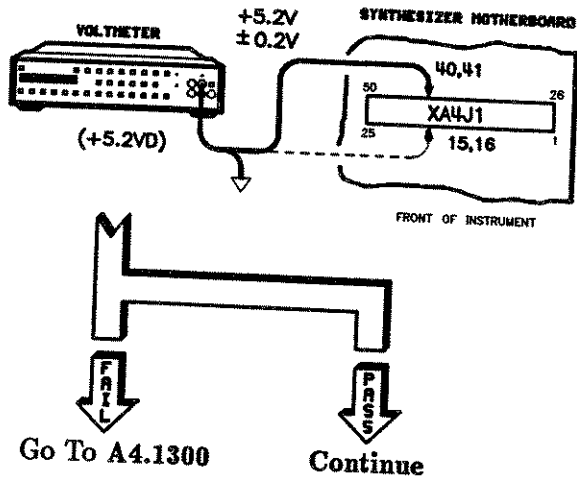 +5.2V
±0.2V
SYNTHESIZER MOTHERBOARD
VOLTMETER
(+5.2VD)
40,41
50
26
XA4J1
25
15,16
1
FRONT OF INSTRUMENT
FAIL
PASS
Go To A4.1300
Continue